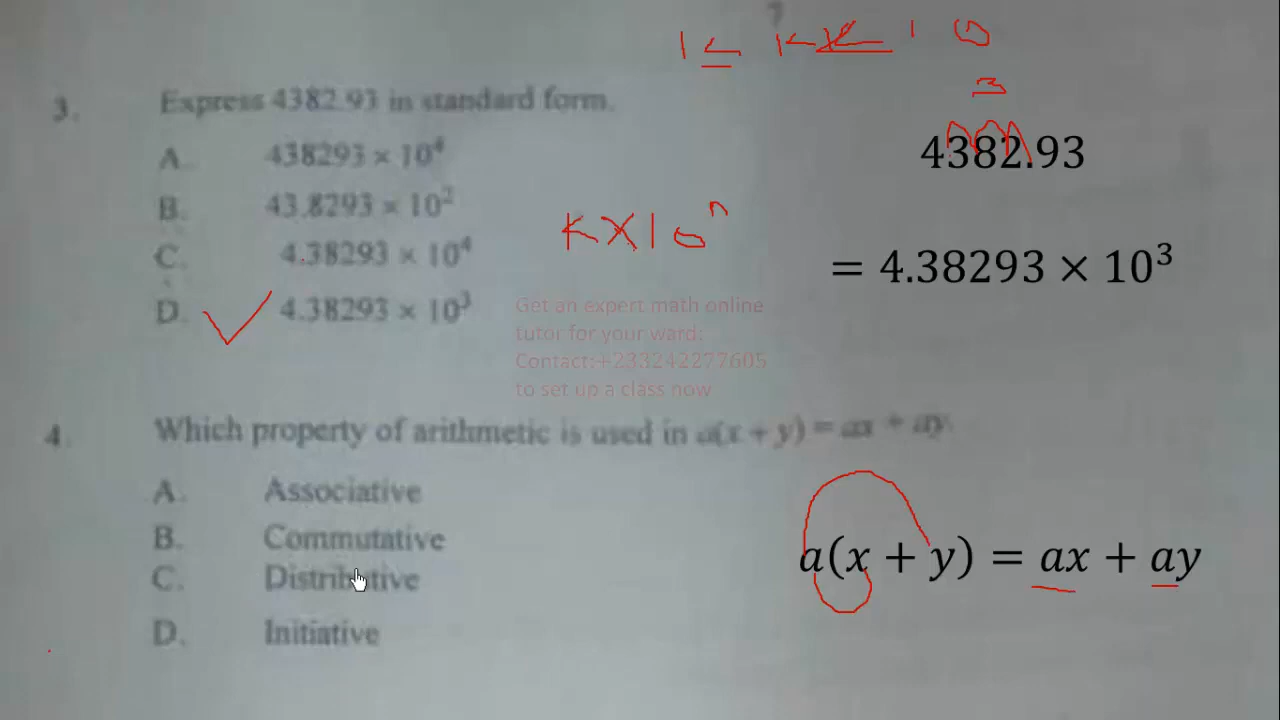 1 ≤ K < 10
3.
Express 4382.93 in standard form.
3
4382.93
A. 438293 × 10⁴
B. 43.8293 × 10²
K×10ⁿ
C. 4.38293 × 10⁴
= 4.38293 × 10³
D. 4.38293 × 10³
Get an expert math online
tutor for your ward:
Contact:+233242277605
to set up a class now
4. Which property of arithmetic is used in a(x + y) = ax + ay.
A. Associative
B. Commutative
C. Distributive
a(x + y) = ax + ay
D. Initiative